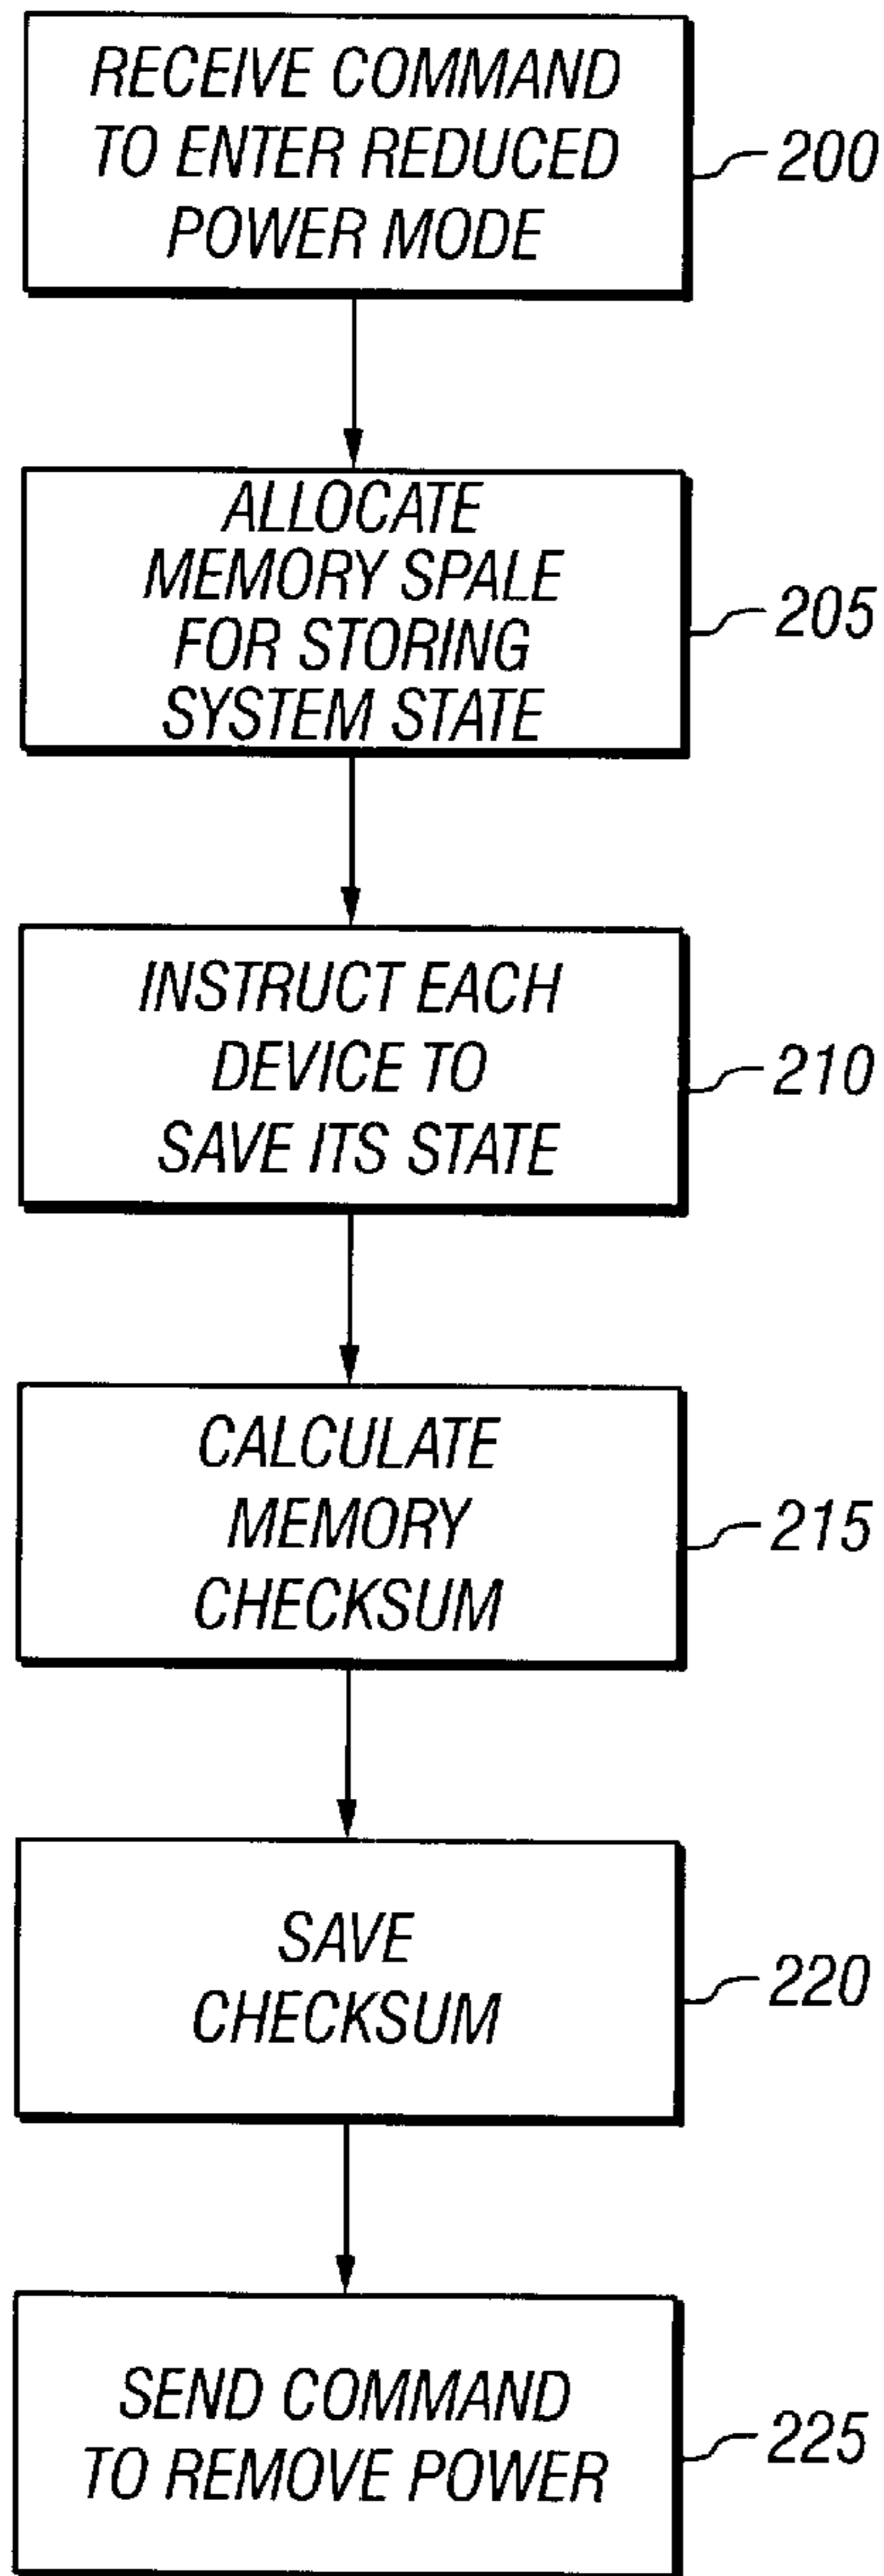 RECEIVE COMMAND
TO ENTER REDUCED
POWER MODE
200
ALLOCATE
MEMORY SPALE
FOR STORING
SYSTEM STATE
205
INSTRUCT EACH
DEVICE TO
SAVE ITS STATE
210
CALCULATE
MEMORY
CHECKSUM
215
SAVE
CHECKSUM
220
SEND COMMAND
TO REMOVE POWER
225